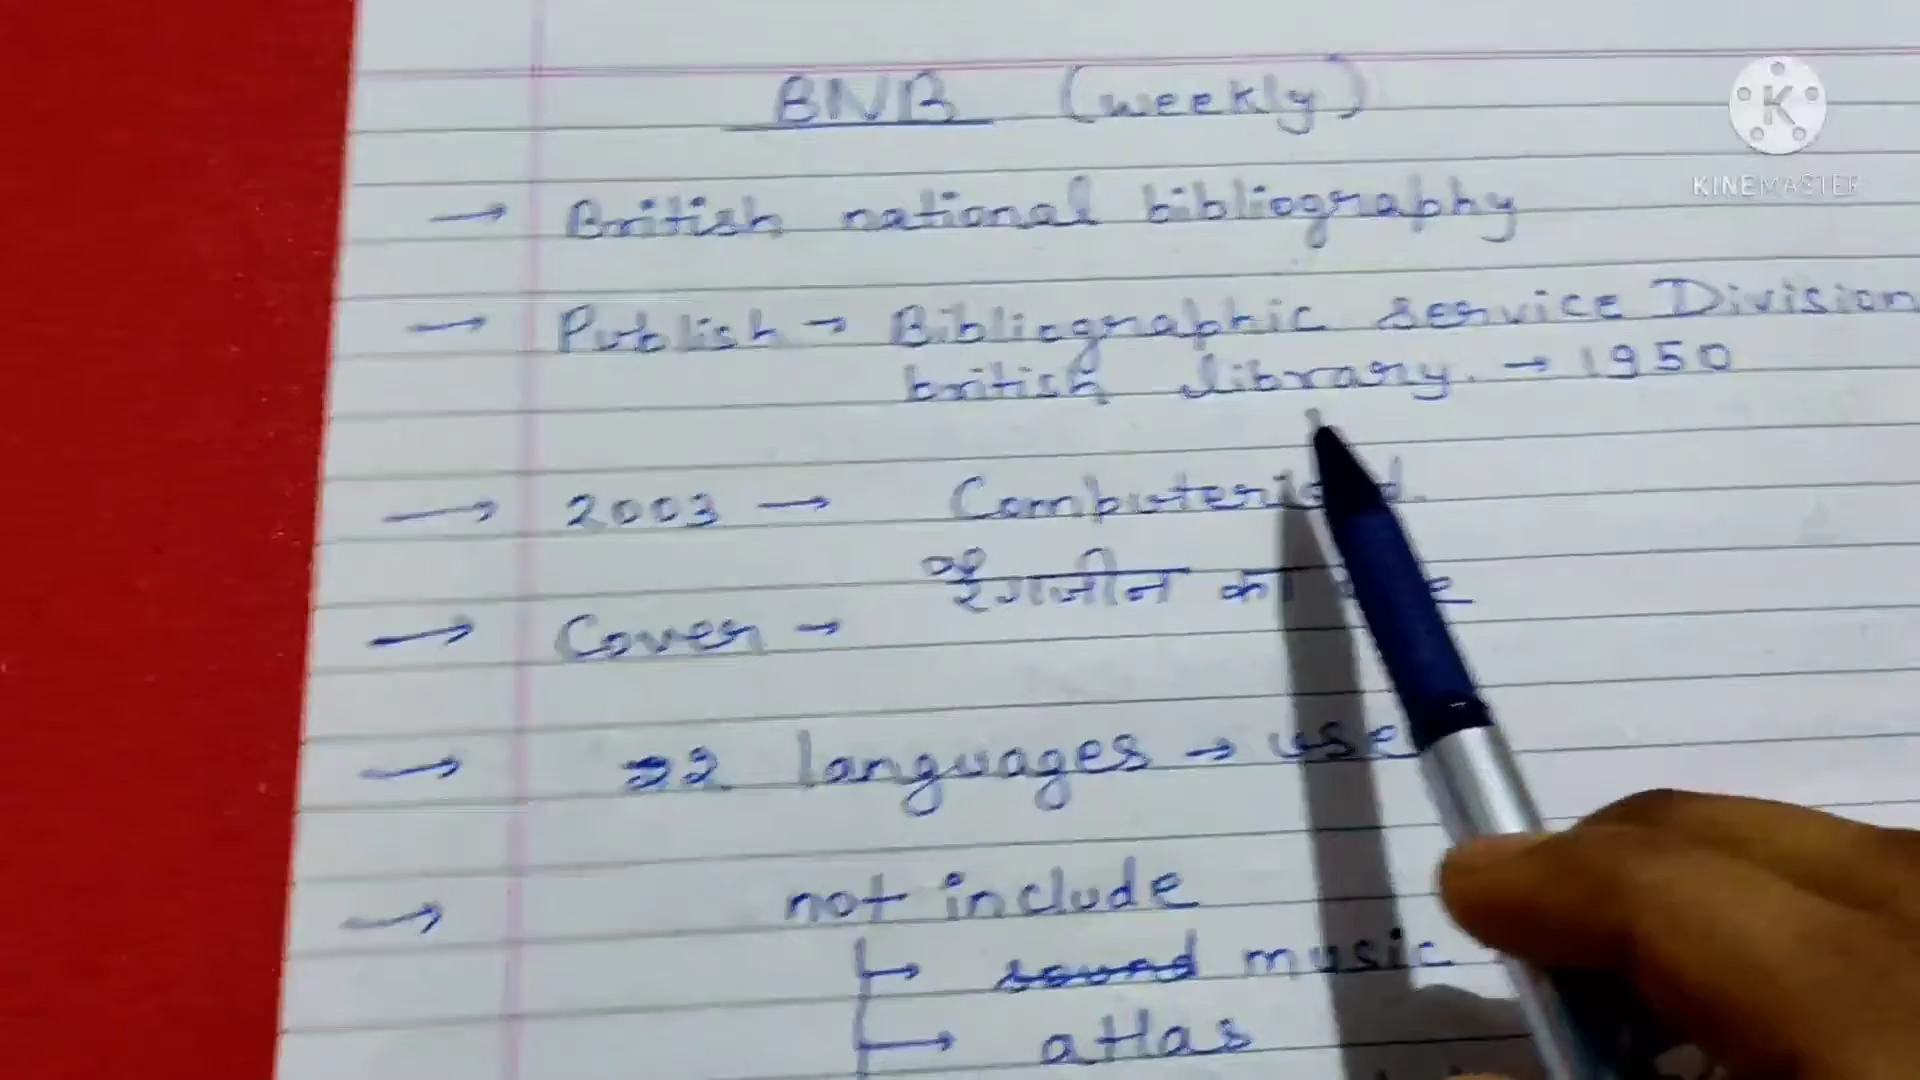 BNB (weekly)
K
KINEMASTER
→ British national bibliography
→ Publish → Bibliographic service Division
british library. → 1950
→ 2003 → Computerised.
→ Cover → रैगजीन का
→ 22 languages → use
→ not include
→ music
→ atlas